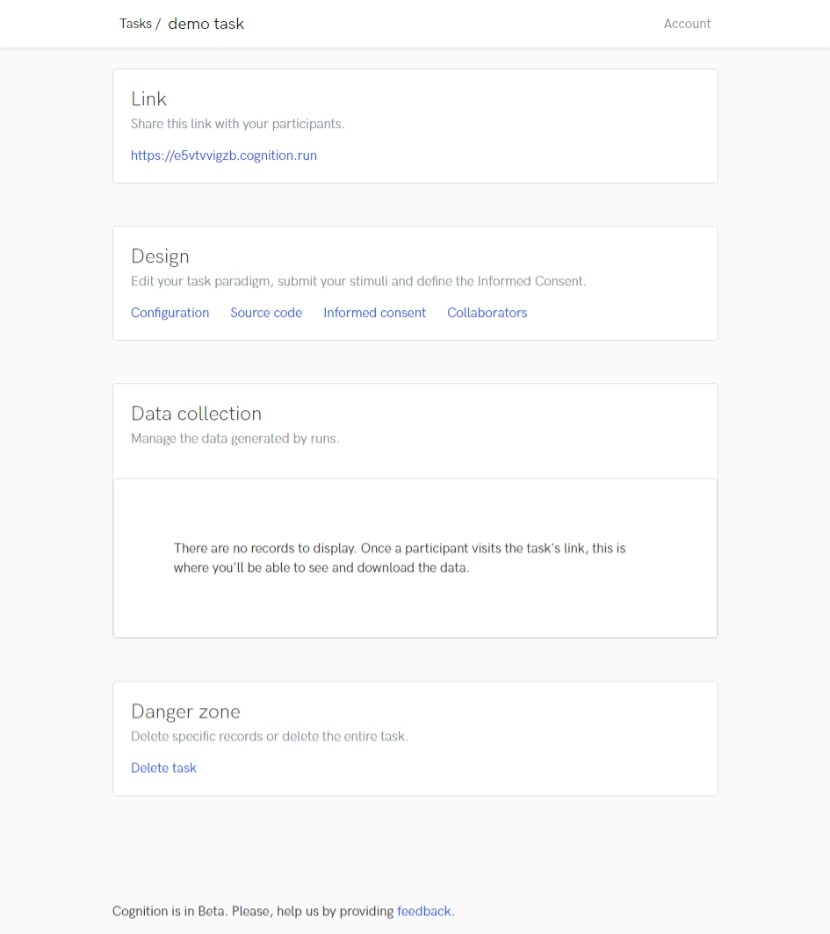 Tasks / demo task
Account
Link
Share this link with your participants.
https://e5vtvvigzb.cognition.run
Design
Edit your task paradigm, submit your stimuli and define the Informed Consent.
Configuration Source code Informed consent Collaborators
Data collection
Manage the data generated by runs.
There are no records to display. Once a participant visits the task's link, this is
where you'll be able to see and download the data.
Danger zone
Delete specific records or delete the entire task.
Delete task
Cognition is in Beta. Please, help us by providing feedback.